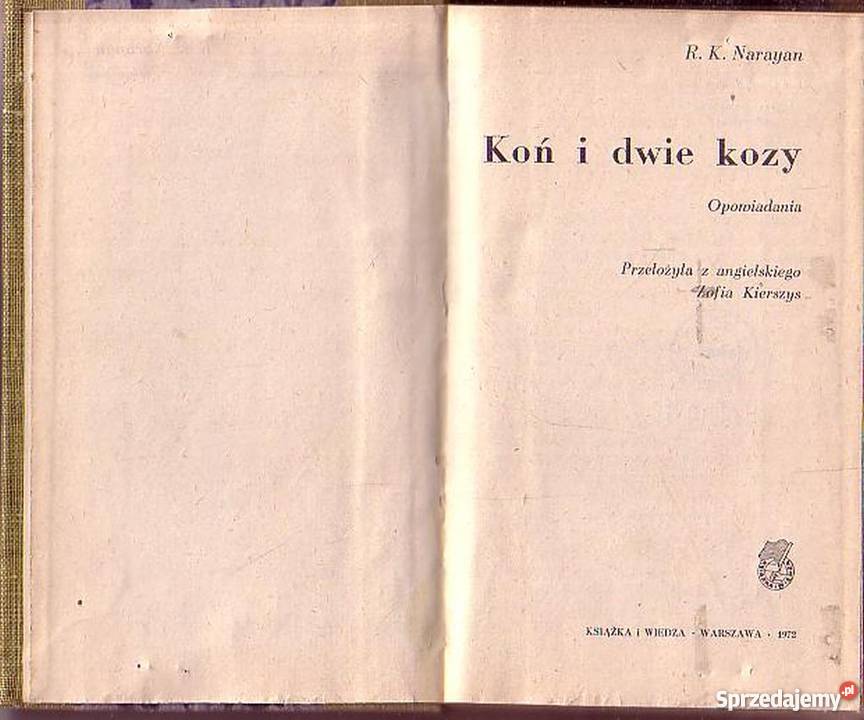 R. K. Narayan
Koń i dwie kozy
Opowiadania
Przełożyła z angielskiego
Zofia Kierszys
KSIĄŻKA i WIEDZA · WARSZAWA · 1972
Sprzedajemy.pl